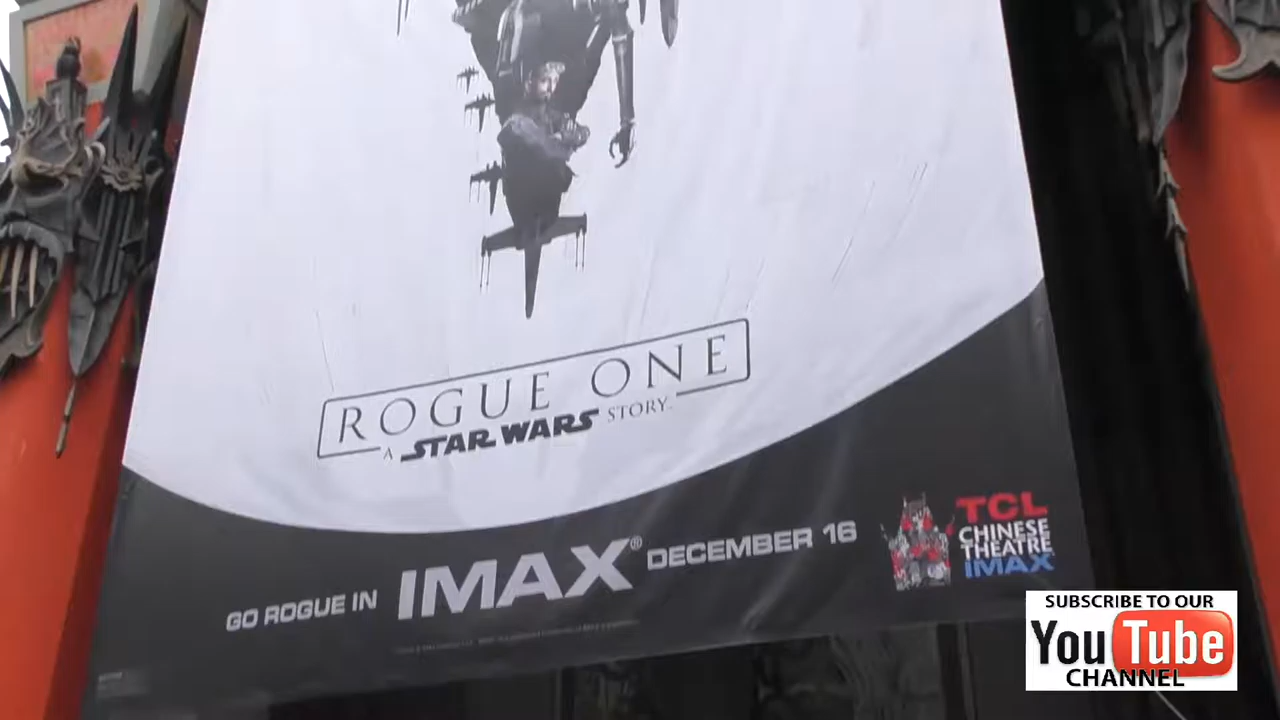 ROGUE ONE
A STAR WARS STORY
GO ROGUE IN IMAX® DECEMBER 16
TCL
CHINESE
THEATRE
IMAX
SUBSCRIBE TO OUR
YouTube
CHANNEL